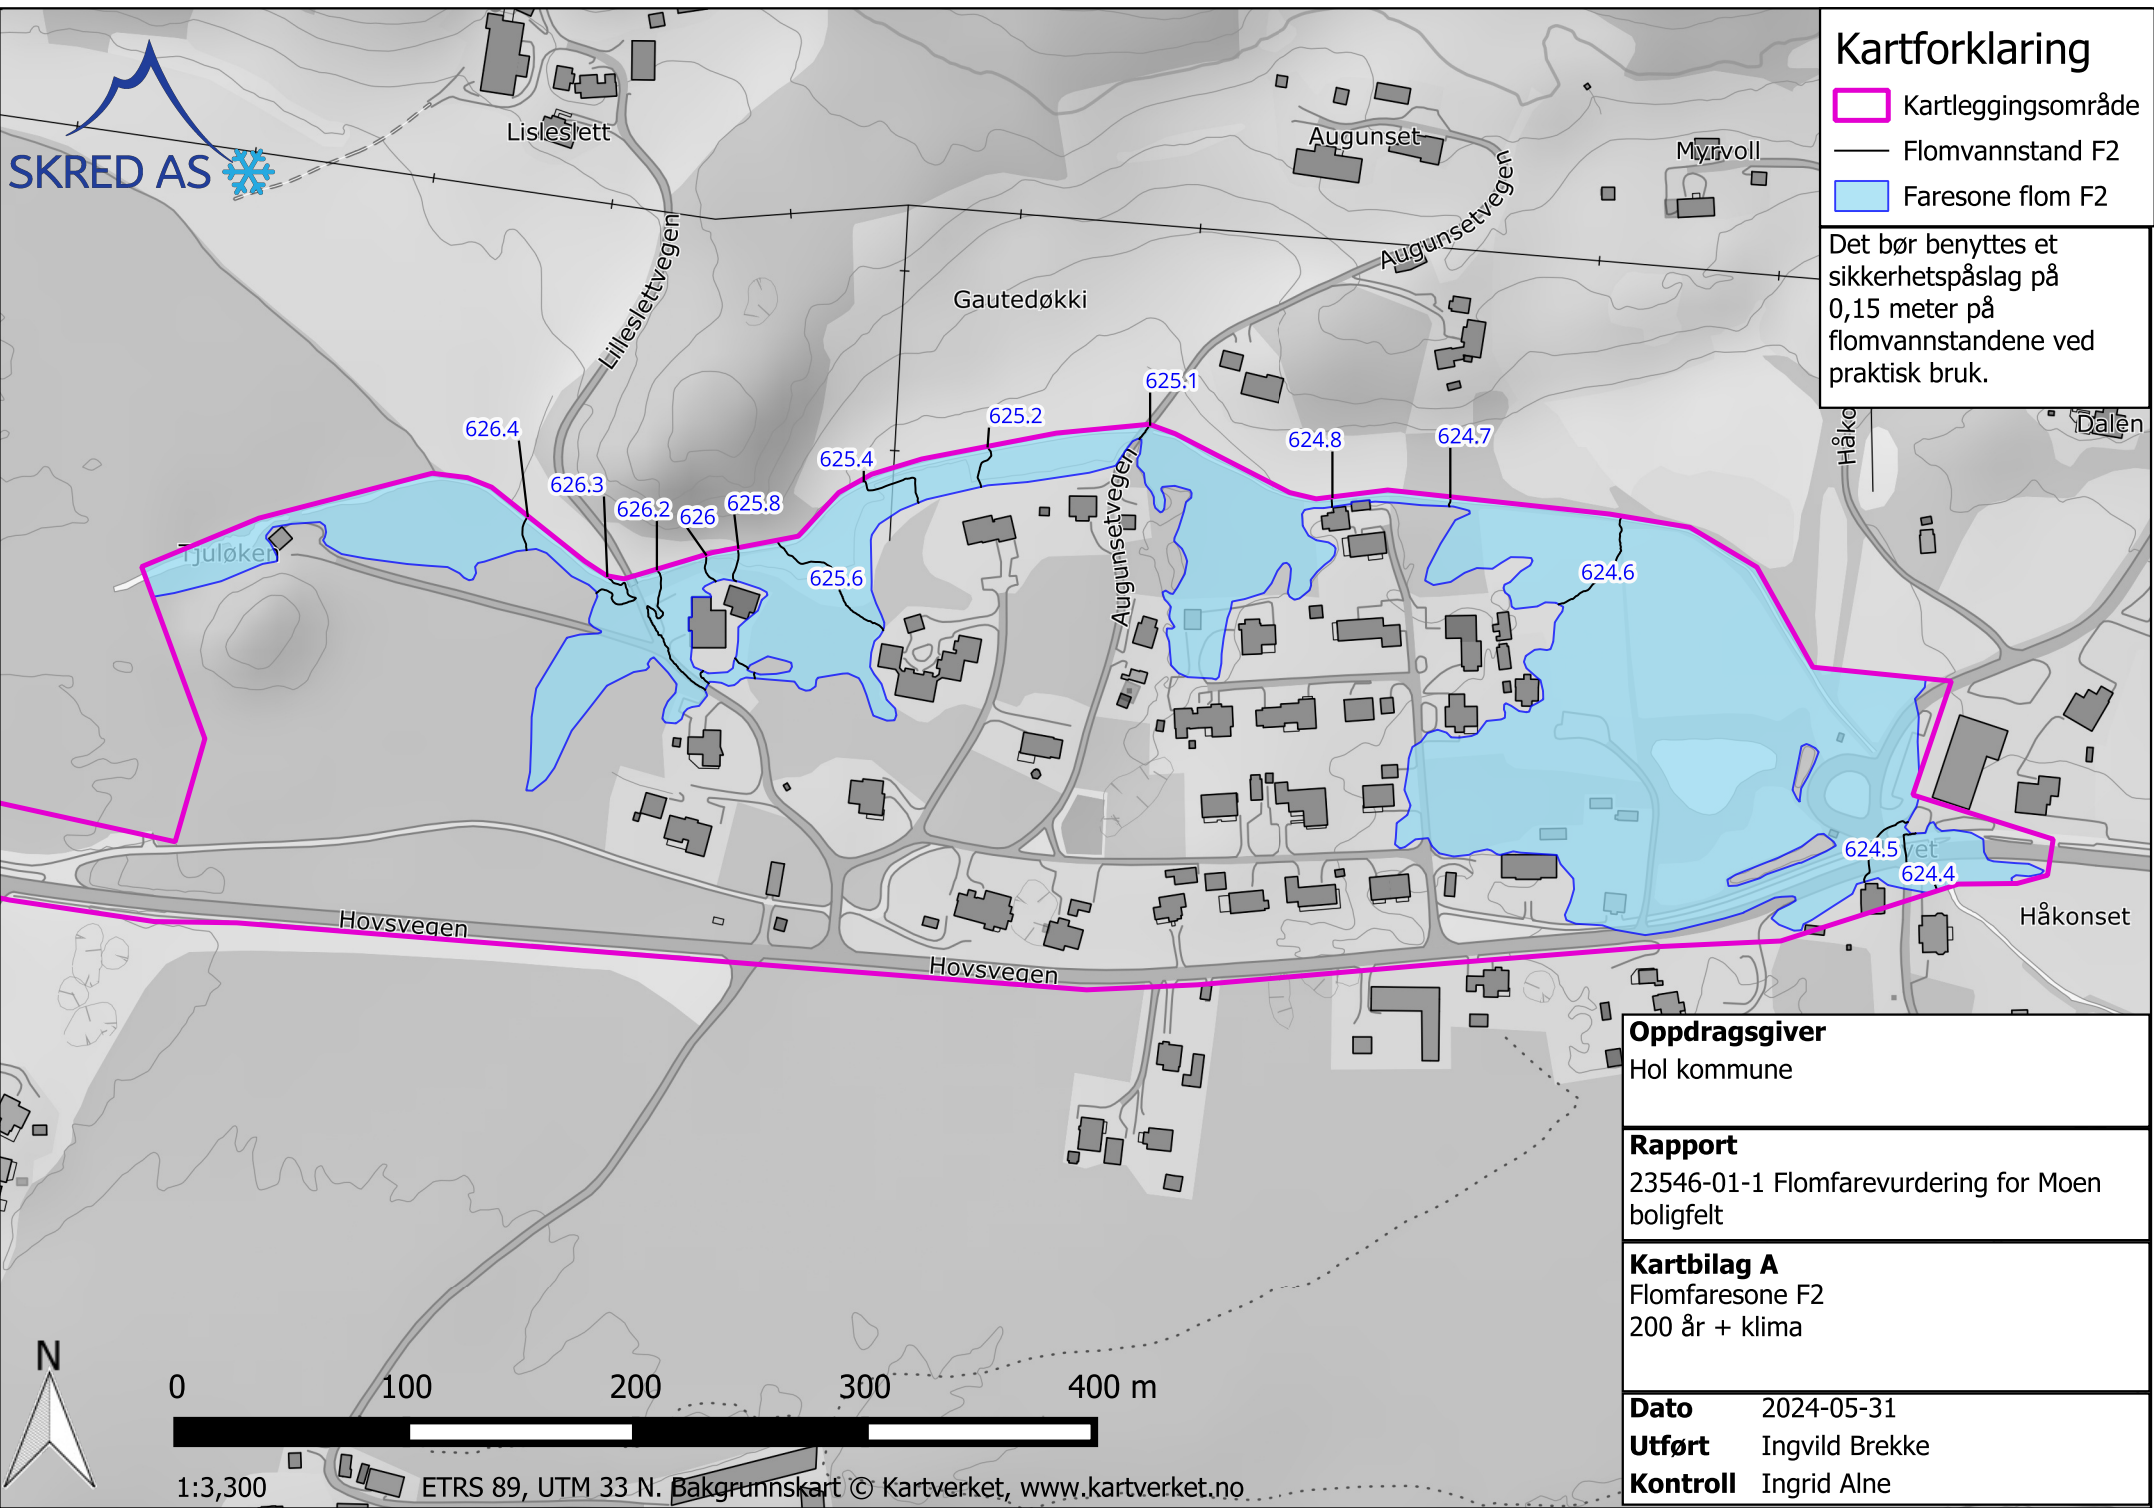 SKRED AS
Lisleslett
Augunset
Myrvoll
Lilleslettvegen
Augunsetvegen
Gautedøkki
Kartforklaring
Kartleggingsområde
Flomvannstand F2
Faresone flom F2
Det bør benyttes et
sikkerhetspåslag på
0,15 meter på
flomvannstandene ved
praktisk bruk.
Håko
Dalen
625.1
625.2
626.4
625.4
624.8
624.7
626.3
626.2
626
625.8
Tjuløken
625.6
624.6
Augunsetvegen
Augunsetvegen
624.5
vet
624.4
Håkonset
Hovsvegen
Hovsvegen
Oppdragsgiver
Hol kommune
Rapport
23546-01-1 Flomfarevurdering for Moen
boligfelt
Kartbilag A
Flomfaresone F2
200 år + klima
Dato 2024-05-31
Utført Ingvild Brekke
Kontroll Ingrid Alne
N
0 100 200 300 400 m
1:3,300 ETRS 89, UTM 33 N. Bakgrunnskart © Kartverket, www.kartverket.no